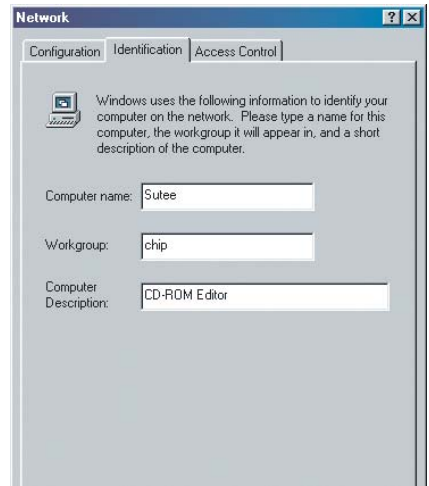 Network
Configuration Identification Access Control
Windows uses the following information to identify your
computer on the network. Please type a name for this
computer, the workgroup it will appear in, and a short
description of the computer.
Computer name: Sutee
Workgroup: chip
Computer
Description: CD-ROM Editor